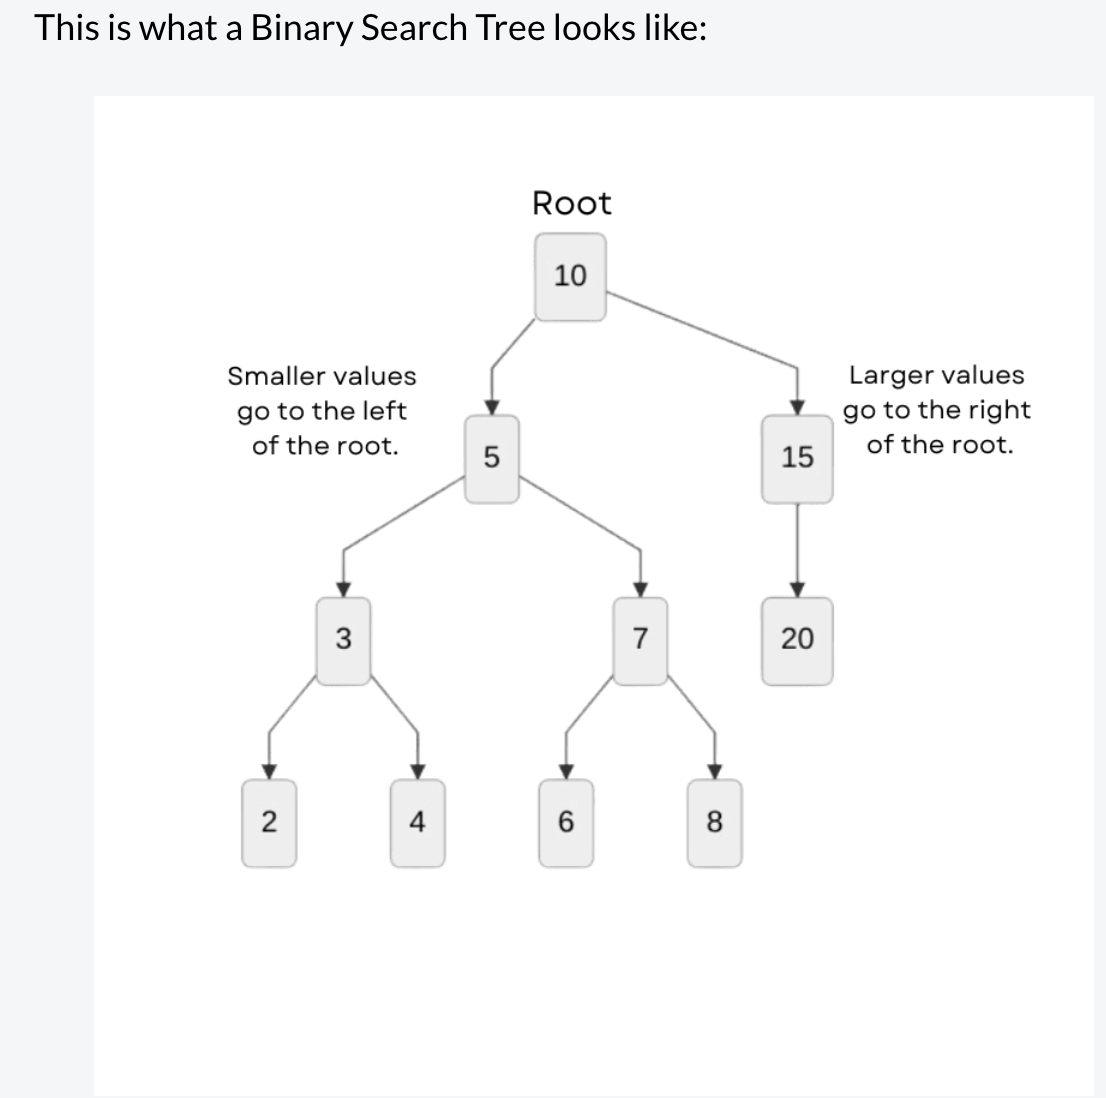 This is what a Binary Search Tree looks like:
Root
10
Smaller values
go to the left
of the root.
Larger values
go to the right
of the root.
5
15
3
7
20
2
4
6
8